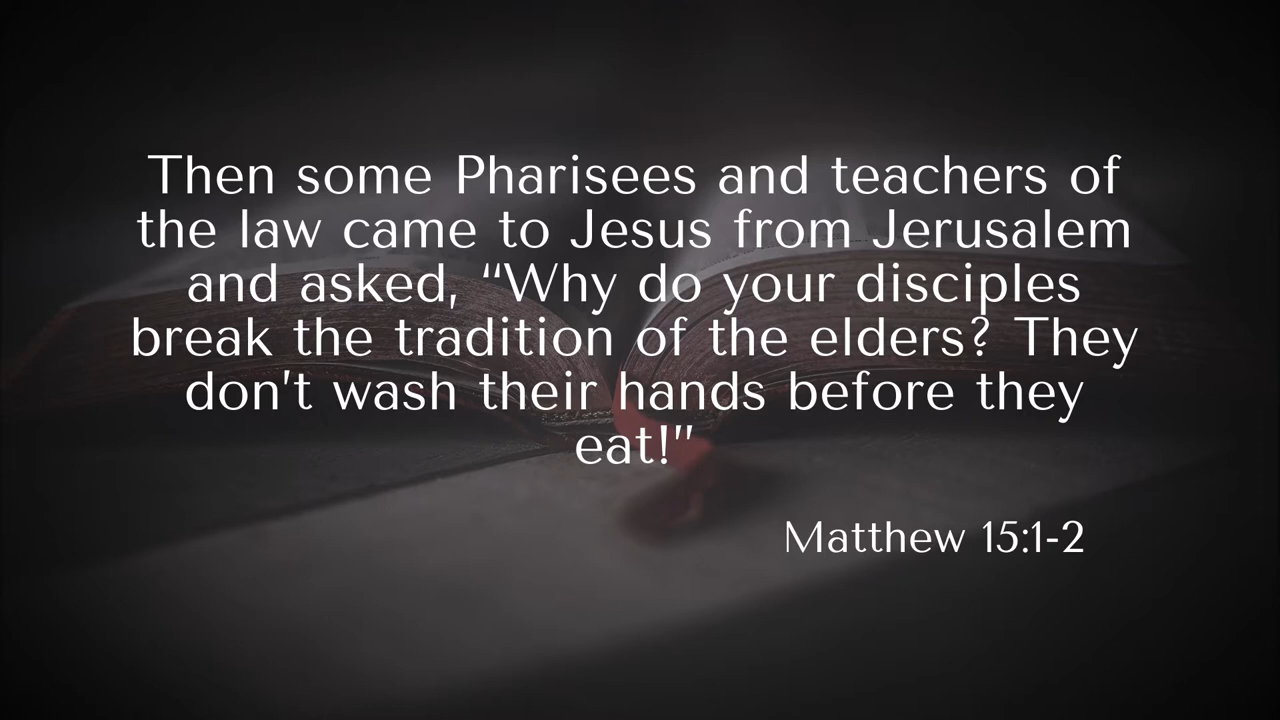 Then some Pharisees and teachers of
the law came to Jesus from Jerusalem
and asked, “Why do your disciples
break the tradition of the elders? They
don't wash their hands before they
eat!”
Matthew 15:1-2